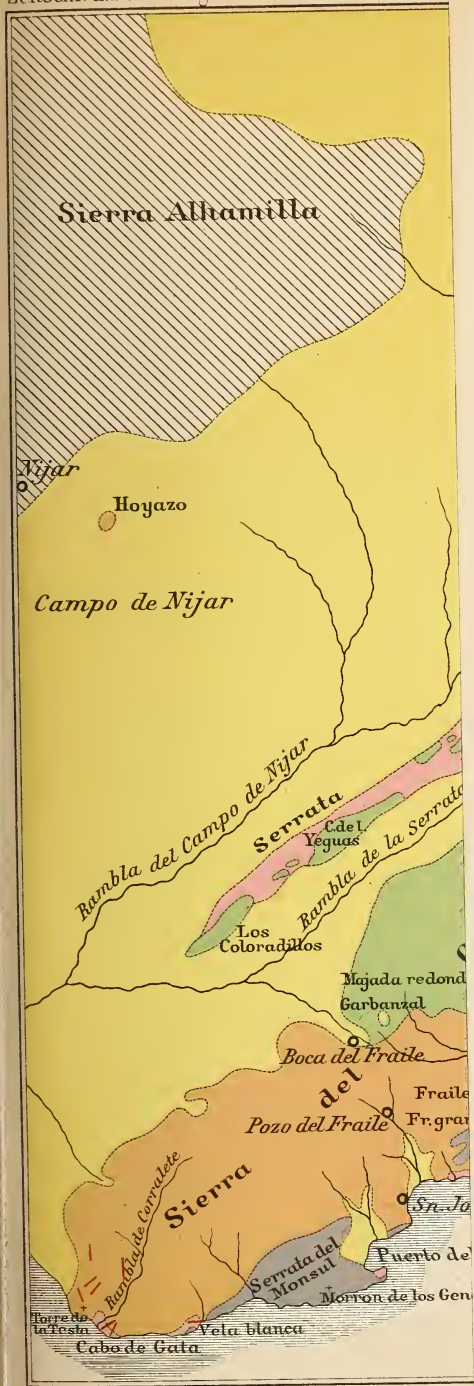 Sierra Alhamilla
Nijar
Hoyazo
Campo de Nijar
Rambla del Campo de Nijar
Serrata
C. de l.
Yeguas
Rambla de la Serrata
Los
Coloradillos
Majada redond
Garbanzal
Boca del Fraile
del
Fraile
Fr. gran
Pozo del Fraile
Sierra
Rambla de Corralete
Sn. Jo
Serrata del
Monsul
Puerto de
Morron de los Gen
Torre de
la Testa
Vela blanca
Cabo de Gata